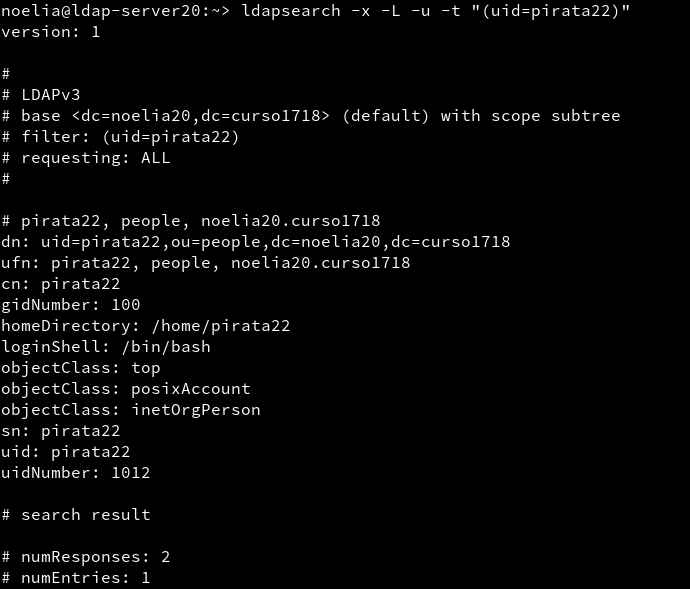 noelia@ldap-server20:~> ldapsearch -x -L -u -t "(uid=pirata22)"
version: 1
#
# LDAPv3
# base <dc=noelia20,dc=curso1718> (default) with scope subtree
# filter: (uid=pirata22)
# requesting: ALL
#
# pirata22, people, noelia20.curso1718
dn: uid=pirata22,ou=people,dc=noelia20,dc=curso1718
ufn: pirata22, people, noelia20.curso1718
cn: pirata22
gidNumber: 100
homeDirectory: /home/pirata22
loginShell: /bin/bash
objectClass: top
objectClass: posixAccount
objectClass: inetOrgPerson
sn: pirata22
uid: pirata22
uidNumber: 1012
# search result
# numResponses: 2
# numEntries: 1